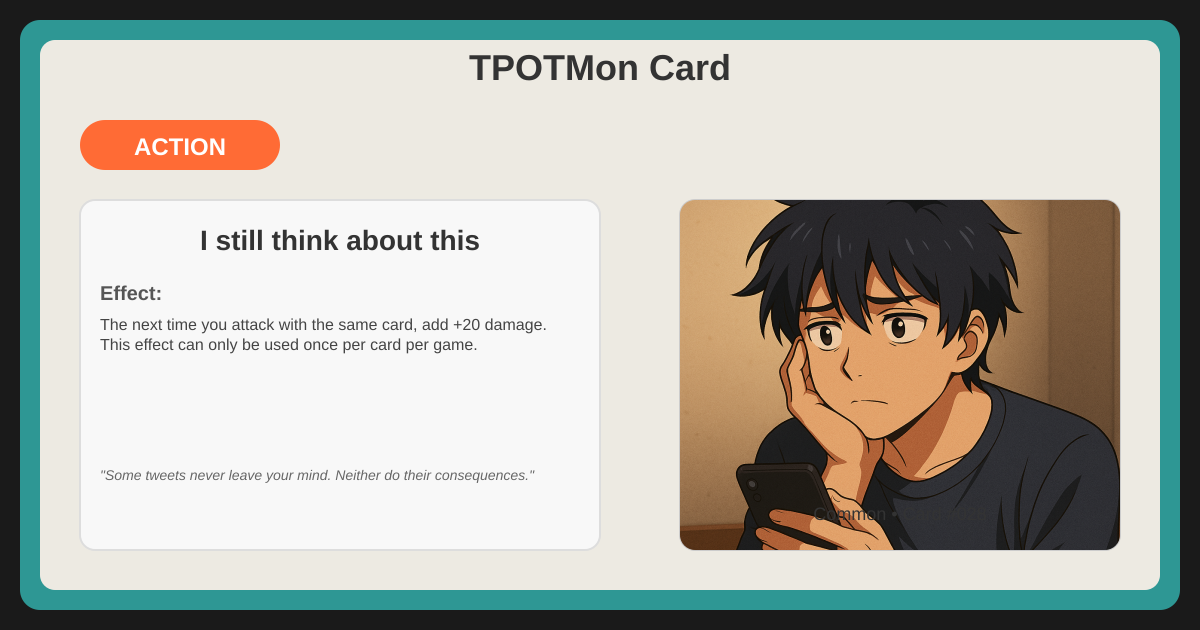 TPOTMon Card
ACTION
I still think about this
Effect:
The next time you attack with the same card, add +20 damage.
This effect can only be used once per card per game.
"Some tweets never leave your mind. Neither do their consequences."
Common •